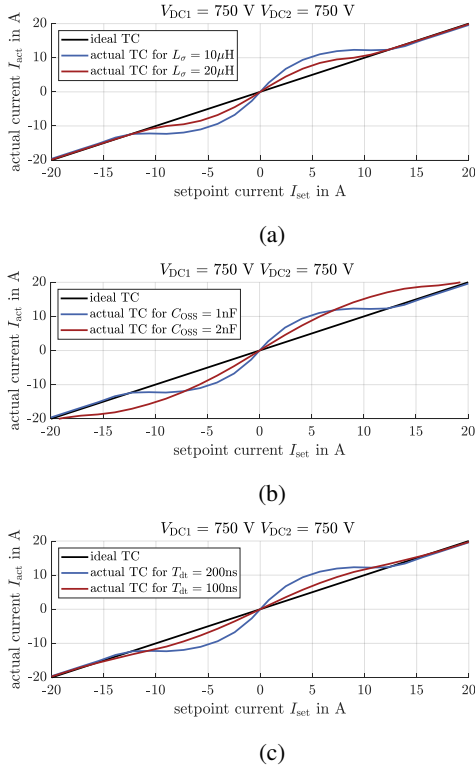 V_DC1 = 750 V V_DC2 = 750 V
actual current I_act in A
20
10
0
-10
-20
ideal TC
actual TC for L_σ = 10μH
actual TC for L_σ = 20μH
-20 -15 -10 -5 0 5 10 15 20
setpoint current I_set in A
(a)
V_DC1 = 750 V V_DC2 = 750 V
actual current I_act in A
20
10
0
-10
-20
ideal TC
actual TC for C_OSS = 1nF
actual TC for C_OSS = 2nF
-20 -15 -10 -5 0 5 10 15 20
setpoint current I_set in A
(b)
V_DC1 = 750 V V_DC2 = 750 V
actual current I_act in A
20
10
0
-10
-20
ideal TC
actual TC for T_dt = 200ns
actual TC for T_dt = 100ns
-20 -15 -10 -5 0 5 10 15 20
setpoint current I_set in A
(c)